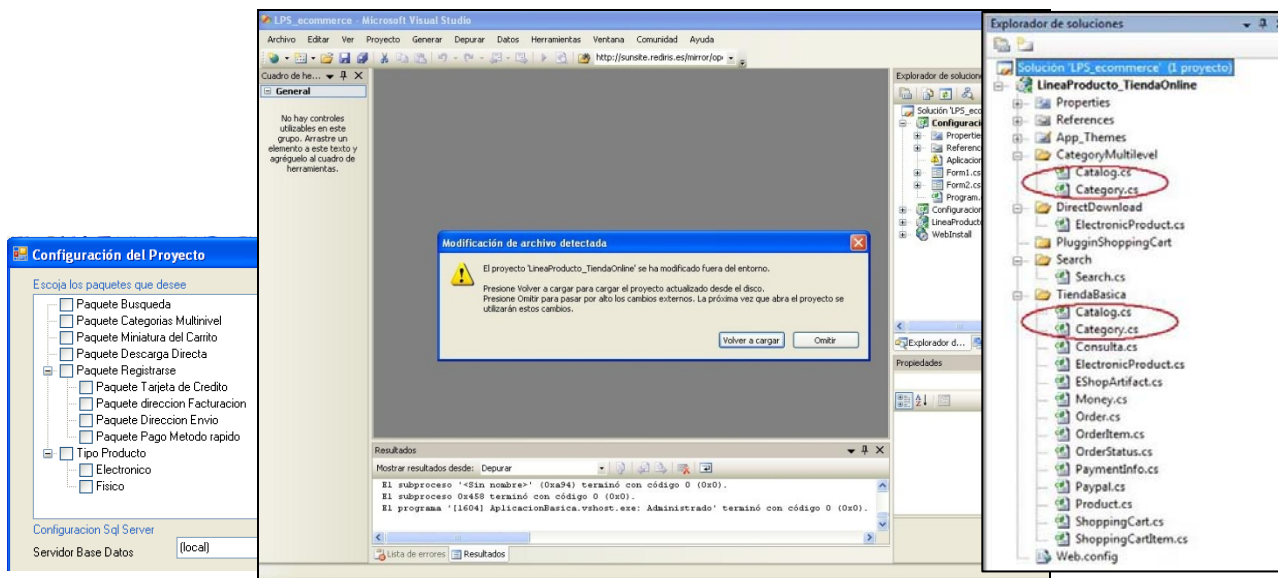 Configuración del Proyecto
Escoja los paquetes que desee
Paquete Busqueda
Paquete Categorias Multinivel
Paquete Miniatura del Carrito
Paquete Descarga Directa
Paquete Registrarse
Paquete Tarjeta de Credito
Paquete direccion Facturacion
Paquete Direccion Envio
Paquete Pago Metodo rapido
Tipo Producto
Electronico
Fisico
Configuracion Sql Server
Servidor Base Datos
(local)
LPS_ecommerce - Microsoft Visual Studio
Archivo Editar Ver Proyecto Generar Depurar Datos Herramientas Ventana Comunidad Ayuda
http://sunsite.rediris.es/mirror/op
Cuadro de he...
General
No hay controles
utilizables en este
grupo. Arrastre un
elemento a este texto y
agréguelo al cuadro de
herramientas.
Modificación de archivo detectada
El proyecto 'LineaProducto_TiendaOnline' se ha modificado fuera del entorno.
Presione Volver a cargar para cargar el proyecto actualizado desde el disco.
Presione Omitir para pasar por alto los cambios externos. La próxima vez que abra el proyecto se
utilizarán estos cambios.
Volver a cargar
Omitir
Resultados
Mostrar resultados desde: Depurar
El subproceso '<Sin nombre>' (0xa94) terminó con código 0 (0x0).
El subproceso 0x458 terminó con código 0 (0x0).
El programa '[1604] AplicacionBasica.vshost.exe: Administrado' terminó con código 0 (0x0).
Lista de errores
Resultados
Explorador de solucion
Solución 'LPS_eco
Configuraci
Propertie
Referenc
Aplicacion
Form1.cs
Form2.cs
Program.
Configuracion
LineaProducto
WebInstall
Explorador d...
Propiedades
Explorador de soluciones
Solución 'LPS_ecommerce' (1 proyecto)
LineaProducto_TiendaOnline
Properties
References
App_Themes
CategoryMultilevel
Catalog.cs
Category.cs
DirectDownload
ElectronicProduct.cs
PlugginShoppingCart
Search
Search.cs
TiendaBasica
Catalog.cs
Category.cs
Consulta.cs
ElectronicProduct.cs
EShopArtifact.cs
Money.cs
Order.cs
OrderItem.cs
OrderStatus.cs
PaymentInfo.cs
Paypal.cs
Product.cs
ShoppingCart.cs
ShoppingCartItem.cs
Web.config